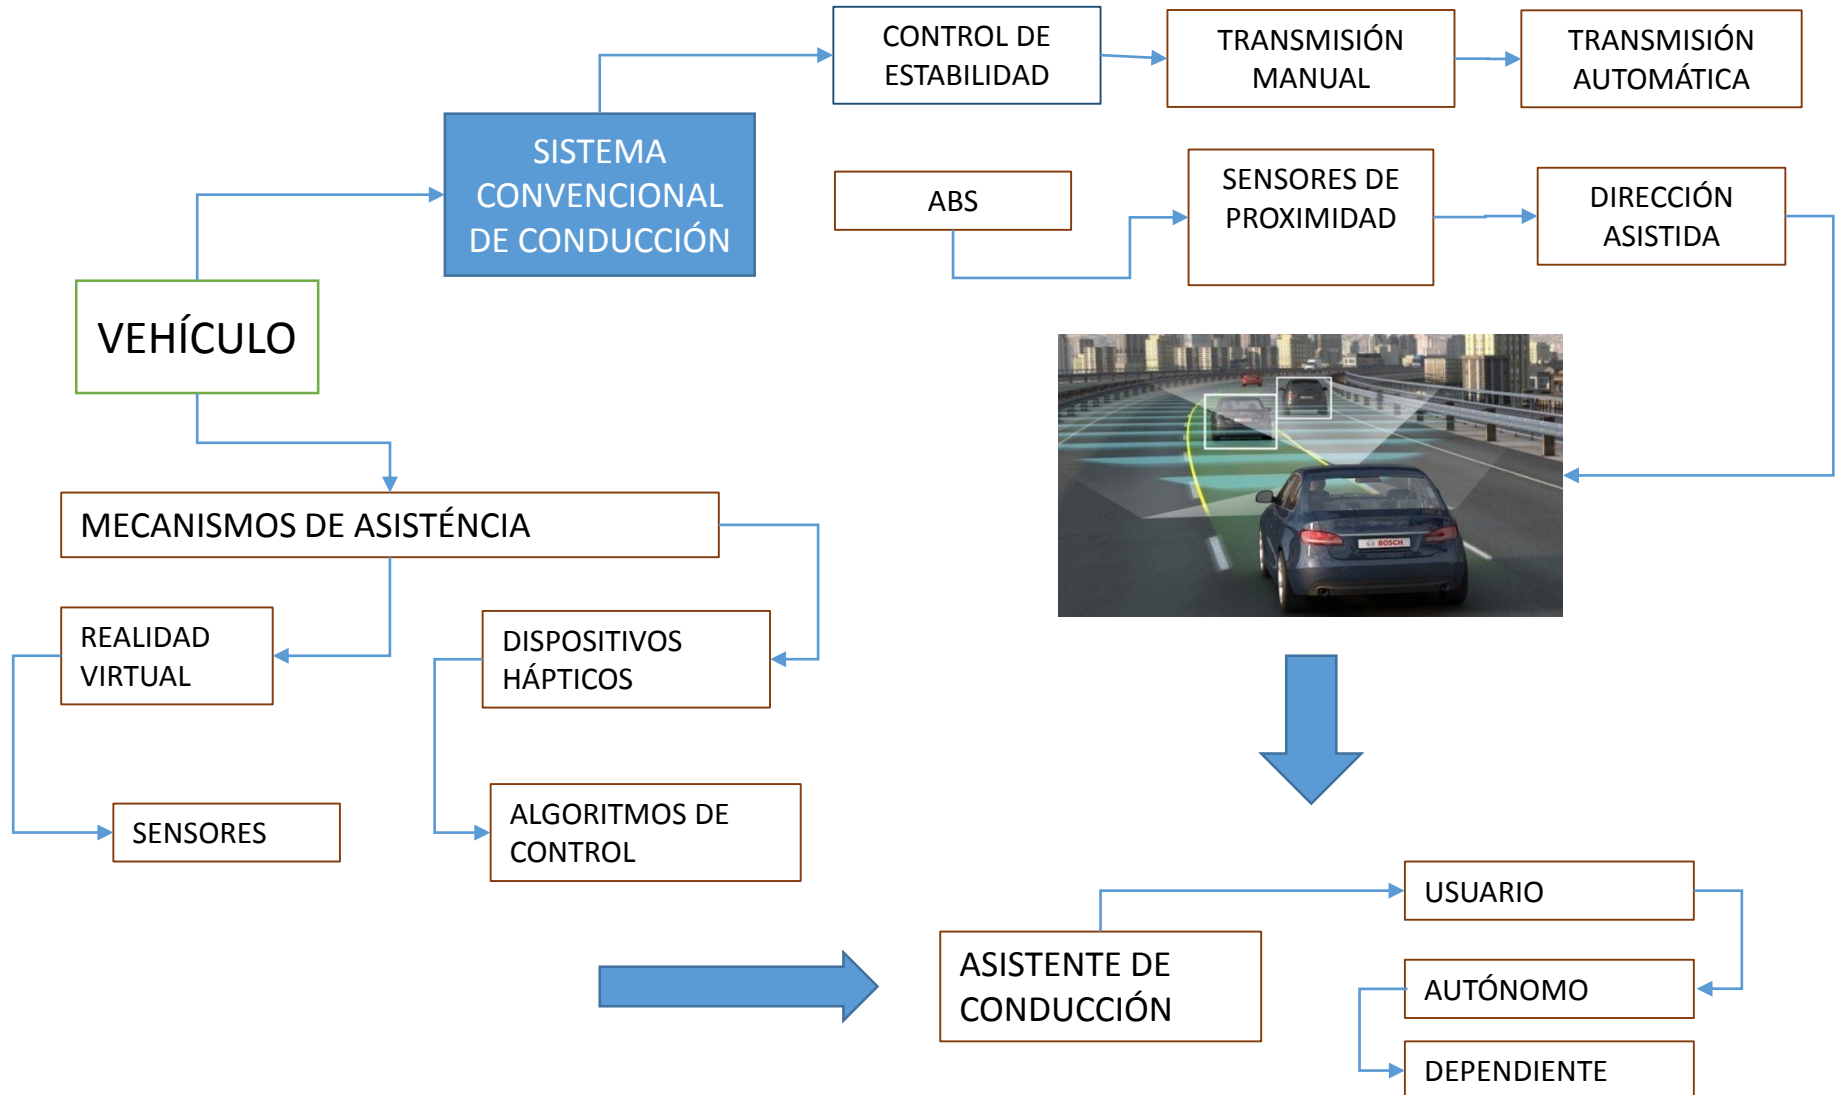 CONTROL DE
ESTABILIDAD
TRANSMISIÓN
MANUAL
TRANSMISIÓN
AUTOMÁTICA
SISTEMA
CONVENCIONAL
DE CONDUCCIÓN
ABS
SENSORES DE
PROXIMIDAD
DIRECCIÓN
ASISTIDA
VEHÍCULO
BOSCH
MECANISMOS DE ASISTÉNCIA
REALIDAD
VIRTUAL
DISPOSITIVOS
HÁPTICOS
SENSORES
ALGORITMOS DE
CONTROL
ASISTENTE DE
CONDUCCIÓN
USUARIO
AUTÓNOMO
DEPENDIENTE